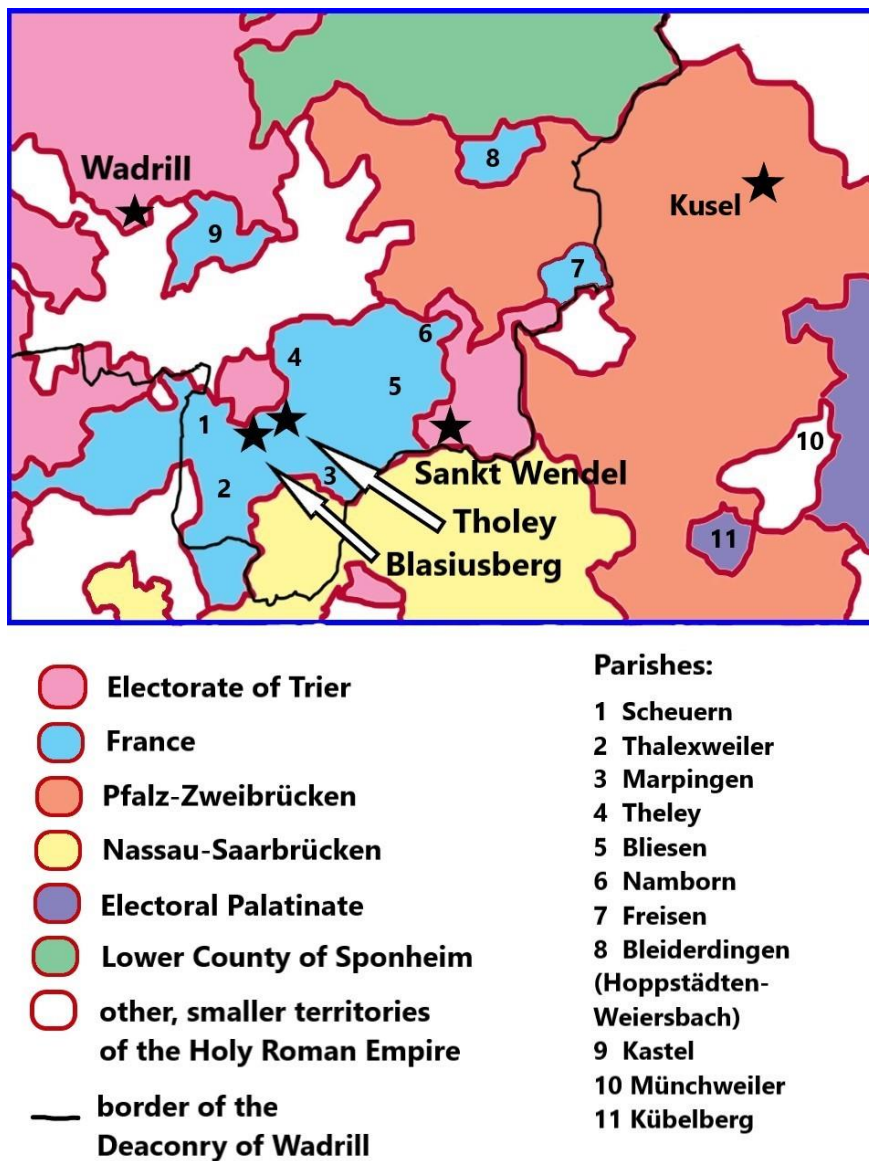 8
Wadrill
Kusel
9
7
6
4
5
1
10
3
Sankt Wendel
2
Tholey
11
Blasiusberg
Electorate of Trier
France
Pfalz-Zweibrücken
Nassau-Saarbrücken
Electoral Palatinate
Lower County of Sponheim
other, smaller territories
of the Holy Roman Empire
border of the
Deaconry of Wadrill
Parishes:
1 Scheuern
2 Thalexweiler
3 Marpingen
4 Theley
5 Bliesen
6 Namborn
7 Freisen
8 Bleiderdingen
(Hoppstädten-
Weiersbach)
9 Kastel
10 Münchweiler
11 Kübelberg